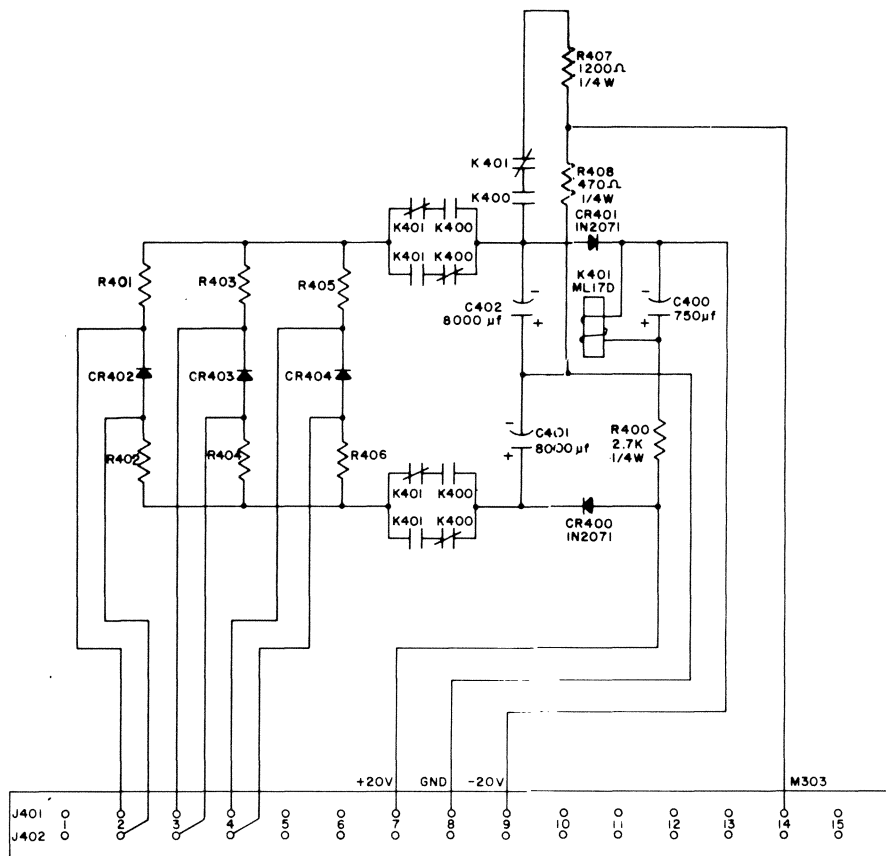 R407
1200Ω
1/4W
K401
K400
R408
470Ω
1/4W
CR401
1N2071
K401 K400
K401 K400
R401
R403
R405
C402
8000 µf
K401
ML17D
C400
750µf
CR402
CR403
CR404
R402
R404
R406
C401
8000µf
R400
2.7K
1/4W
K401 K400
K401 K400
CR400
1N2071
+20V GND -20V M303
J401
1 2 3 4 5 6 7 8 9 10 11 12 13 14 15
J402